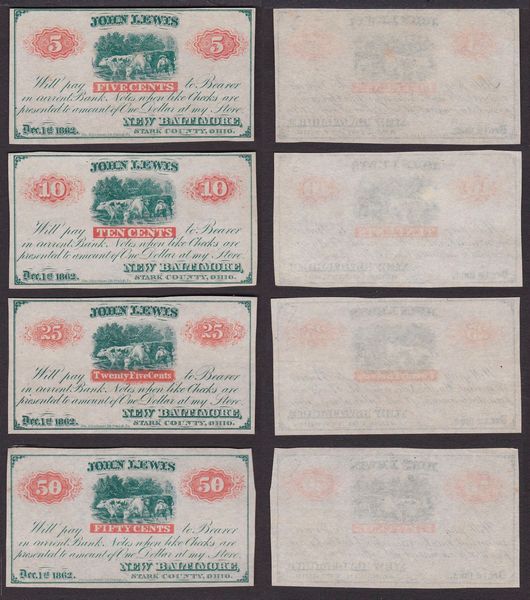 JOHN LEWIS
5 5
Will pay FIVE CENTS to Bearer
in current Bank Notes when like Checks are
presented to amount of One Dollar at my Store.
NEW BALTIMORE,
Dec. 1st 1862. STARK COUNTY, OHIO.
JOHN LEWIS
10 10
Will pay TEN CENTS to Bearer
in current Bank Notes when like Checks are
presented to amount of One Dollar at my Store.
NEW BALTIMORE,
Dec. 1st 1862. STARK COUNTY, OHIO.
JOHN LEWIS
25 25
Will pay Twenty Five Cents to Bearer
in current Bank Notes when like Checks are
presented to amount of One Dollar at my Store.
NEW BALTIMORE,
Dec. 1st 1862. STARK COUNTY, OHIO.
JOHN LEWIS
50 50
Will pay FIFTY CENTS to Bearer
in current Bank Notes when like Checks are
presented to amount of One Dollar at my Store.
NEW BALTIMORE,
Dec. 1st 1862. STARK COUNTY, OHIO.